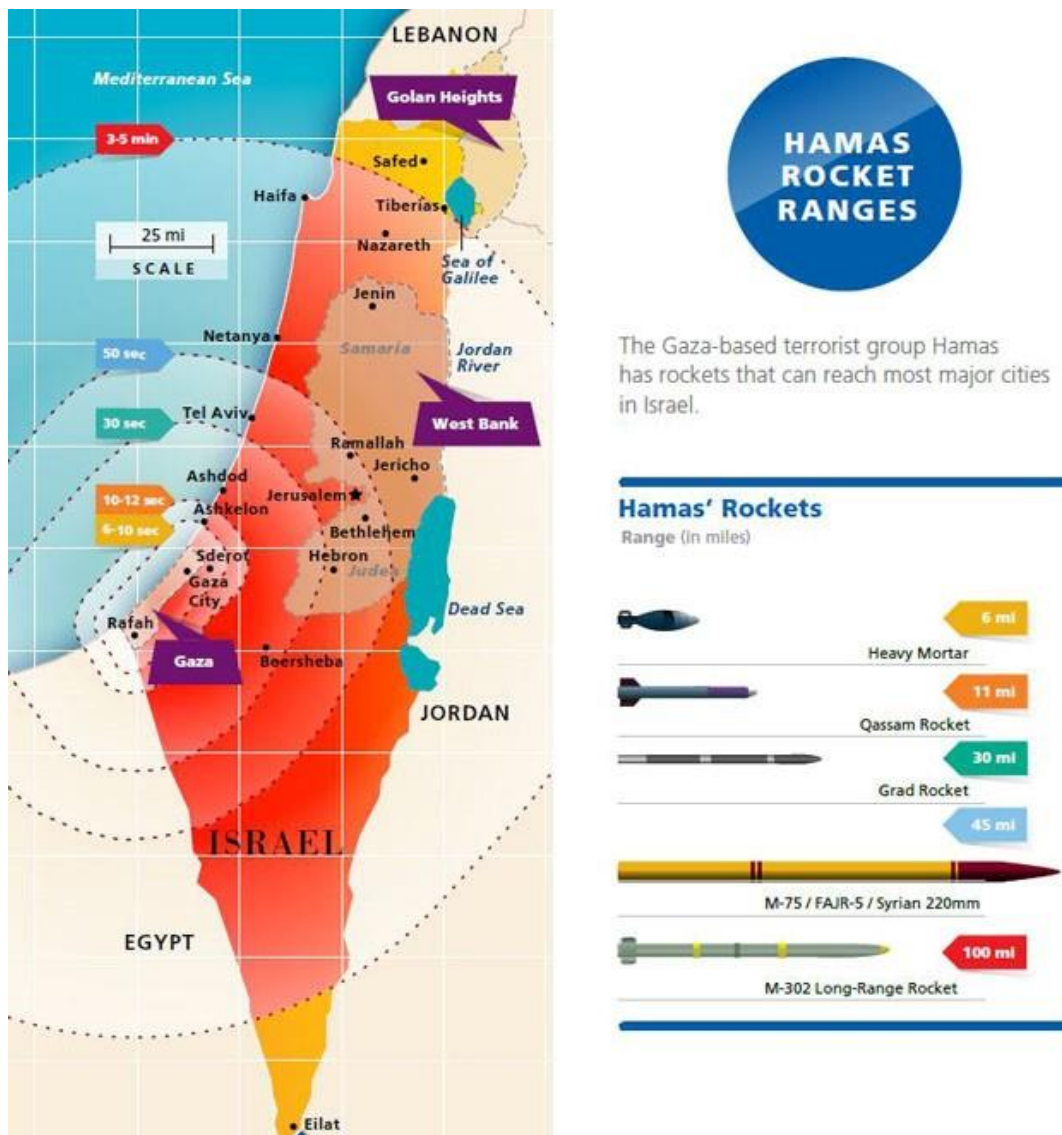 LEBANON
Mediterranean Sea
Golan Heights
3-5 min
Safed
Haifa
Tiberias
25 mi
SCALE
Nazareth
Sea of
Galilee
Jenin
Netanya
Samaria
Jordan
River
50 sec
Tel Aviv
30 sec
West Bank
Ramallah
Jericho
Ashdod
Jerusalem
10-12 sec
Ashkelon
6-10 sec
Bethlehem
Sderot
Hebron
Judea
Gaza
City
Dead Sea
Rafah
Gaza
Beersheba
JORDAN
ISRAEL
EGYPT
Eilat
HAMAS
ROCKET
RANGES
The Gaza-based terrorist group Hamas
has rockets that can reach most major cities
in Israel.
Hamas' Rockets
Range (in miles)
6 mi
Heavy Mortar
11 mi
Qassam Rocket
30 mi
Grad Rocket
45 mi
M-75 / FAJR-5 / Syrian 220mm
100 mi
M-302 Long-Range Rocket